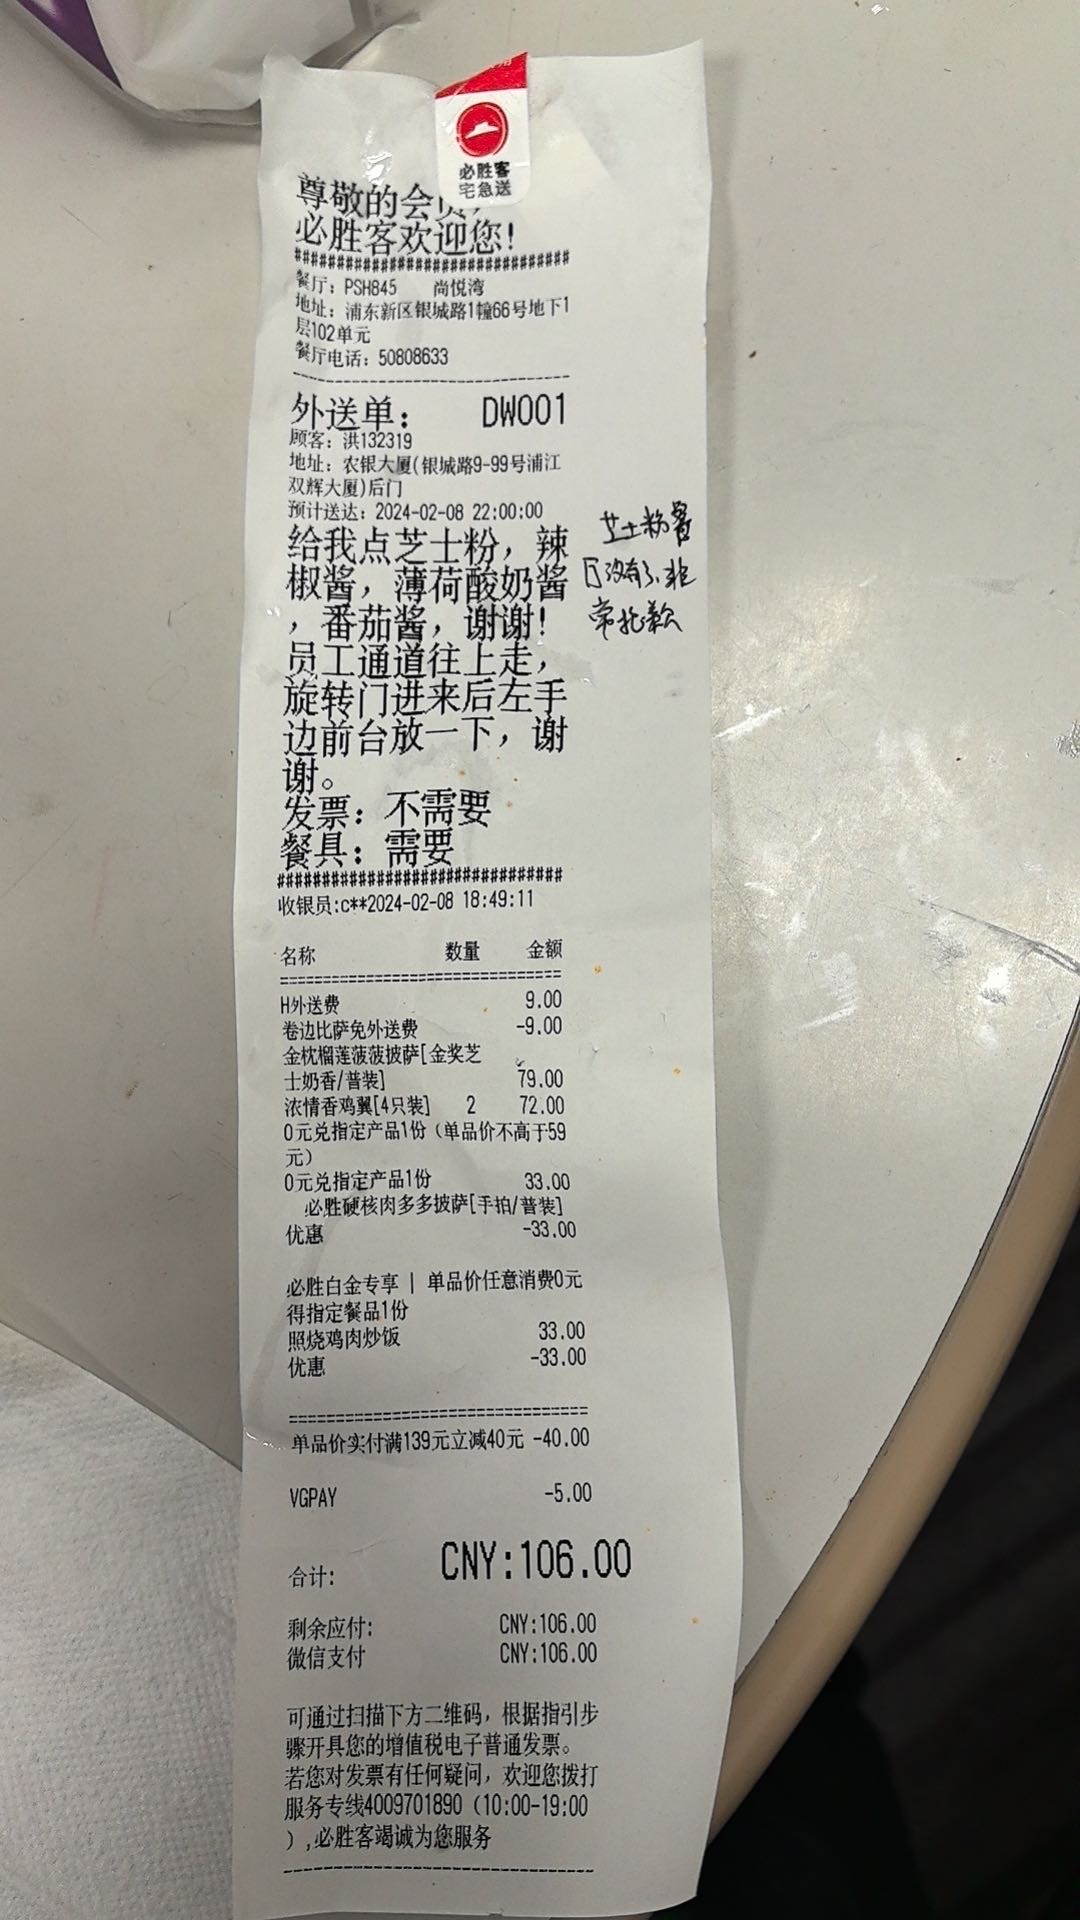 必胜客
宅急送
尊敬的会员,
必胜客欢迎您!
################################
餐厅: PSH845 尚悦湾
地址: 浦东新区银城路1幢66号地下1
层102单元
餐厅电话: 50808633
外送单: DW001
顾客: 洪132319
地址: 农银大厦(银城路9-99号浦江
双辉大厦)后门
预计送达: 2024-02-08 22:00:00
给我点芝士粉, 辣
椒酱, 薄荷酸奶酱
, 番茄酱, 谢谢!
员工通道往上走,
旋转门进来后左手
边前台放一下, 谢
谢。
芝士粉餐
厅没有了、非
常抱歉
发票: 不需要
餐具: 需要
################################
收银员:c**2024-02-08 18:49:11
名称 数量 金额
================================
H外送费 9.00
卷边比萨免外送费 -9.00
金枕榴莲菠菠披萨[金奖芝
士奶香/普装] 79.00
浓情香鸡翼[4只装] 2 72.00
0元兑指定产品1份 (单品价不高于59
元)
0元兑指定产品1份 33.00
必胜硬核肉多多披萨[手拍/普装]
优惠 -33.00
必胜白金专享 | 单品价任意消费0元
得指定餐品1份
照烧鸡肉炒饭 33.00
优惠 -33.00
================================
单品价实付满139元立减40元 -40.00
VGPAY -5.00
合计: CNY:106.00
剩余应付: CNY:106.00
微信支付 CNY:106.00
可通过扫描下方二维码, 根据指引步
骤开具您的增值税电子普通发票。
若您对发票有任何疑问, 欢迎您拨打
服务专线4009701890 (10:00-19:00
),必胜客竭诚为您服务